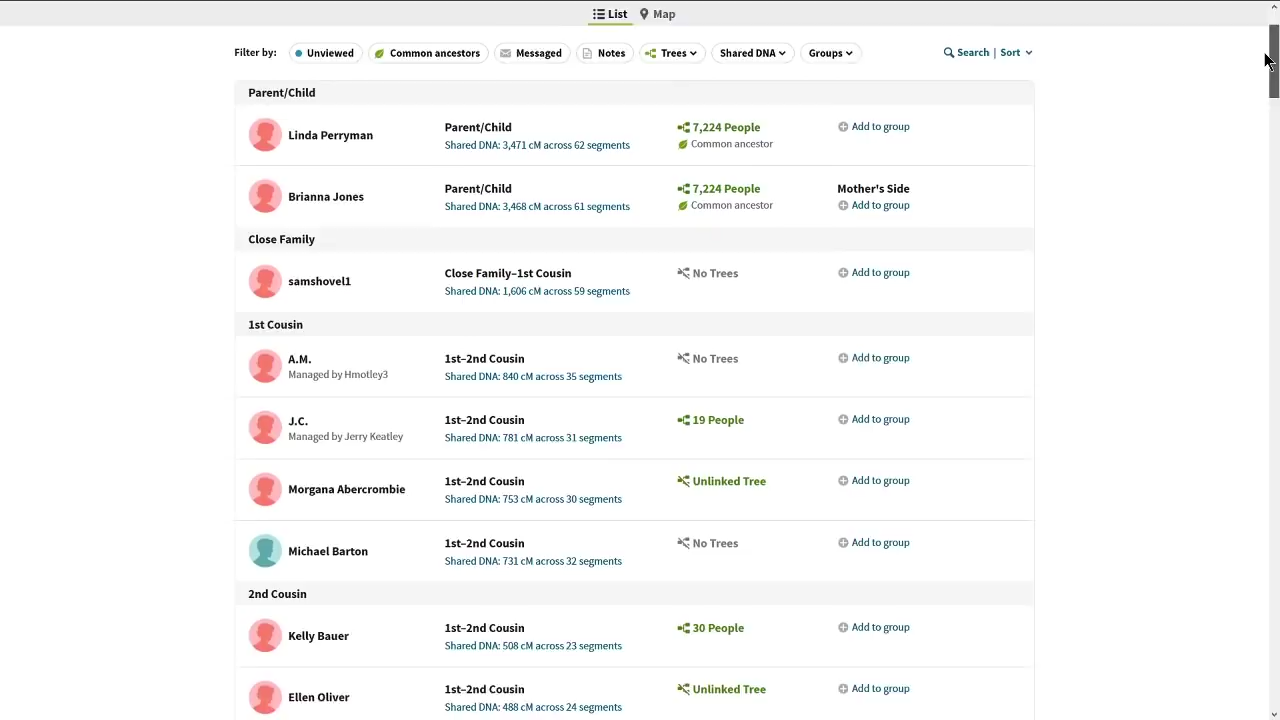 List Map
Filter by: Unviewed Common ancestors Messaged Notes Trees Shared DNA Groups Search | Sort
Parent/Child
Linda Perryman Parent/Child 7,224 People Add to group
Shared DNA: 3,471 cM across 62 segments Common ancestor
Brianna Jones Parent/Child 7,224 People Mother's Side
Shared DNA: 3,468 cM across 61 segments Common ancestor Add to group
Close Family
samshovel1 Close Family–1st Cousin No Trees Add to group
Shared DNA: 1,606 cM across 59 segments
1st Cousin
A.M. 1st–2nd Cousin No Trees Add to group
Managed by Hmotley3 Shared DNA: 840 cM across 35 segments
J.C. 1st–2nd Cousin 19 People Add to group
Managed by Jerry Keatley Shared DNA: 781 cM across 31 segments
Morgana Abercrombie 1st–2nd Cousin Unlinked Tree Add to group
Shared DNA: 753 cM across 30 segments
Michael Barton 1st–2nd Cousin No Trees Add to group
Shared DNA: 731 cM across 32 segments
2nd Cousin
Kelly Bauer 1st–2nd Cousin 30 People Add to group
Shared DNA: 508 cM across 23 segments
Ellen Oliver 1st–2nd Cousin Unlinked Tree Add to group
Shared DNA: 488 cM across 24 segments